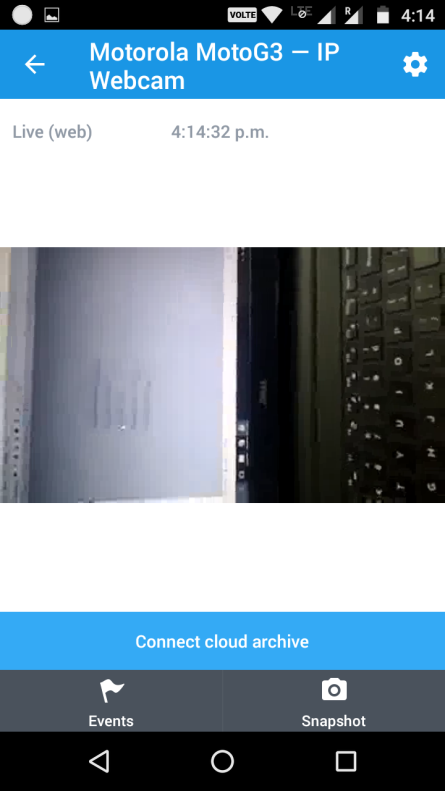 VOLTE LTE R 4:14
Motorola MotoG3 — IP
Webcam
Live (web) 4:14:32 p.m.
Connect cloud archive
Events Snapshot